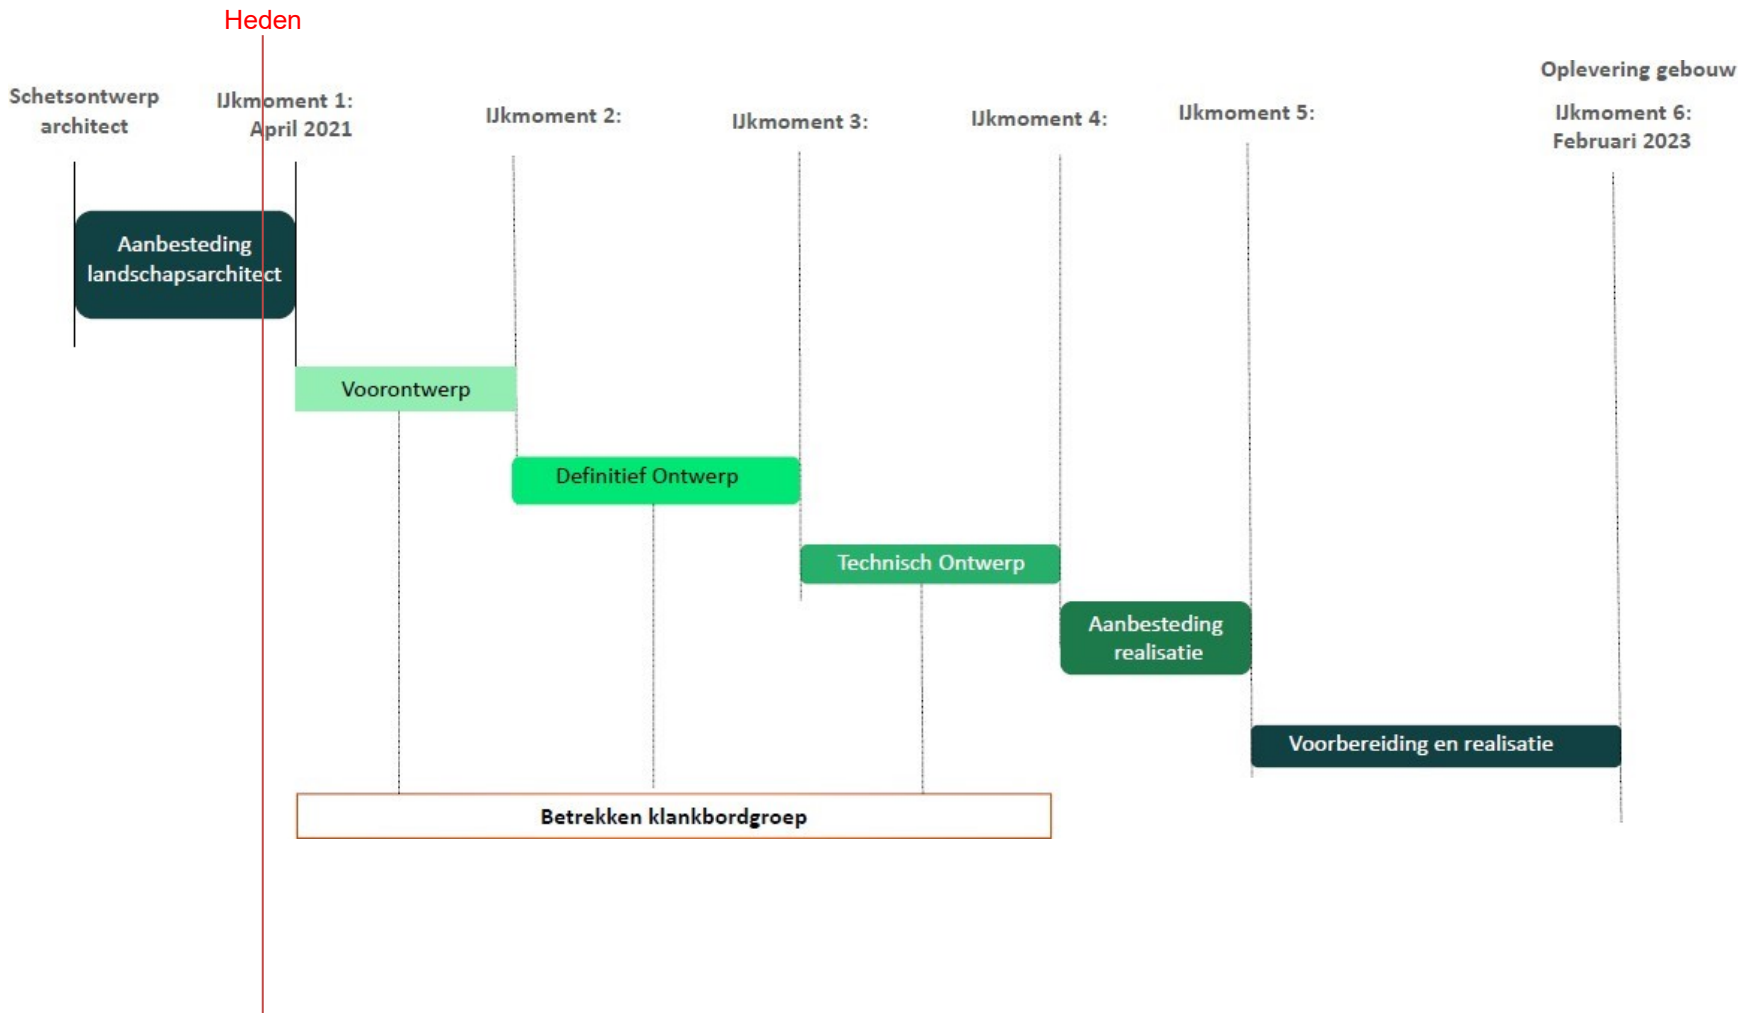 Heden
Schetsontwerp
architect
IJkmoment 1:
April 2021
IJkmoment 2:
IJkmoment 3:
IJkmoment 4:
IJkmoment 5:
Oplevering gebouw
IJkmoment 6:
Februari 2023
Aanbesteding
landschapsarchitect
Voorontwerp
Definitief Ontwerp
Technisch Ontwerp
Aanbesteding
realisatie
Voorbereiding en realisatie
Betrekken klankbordgroep